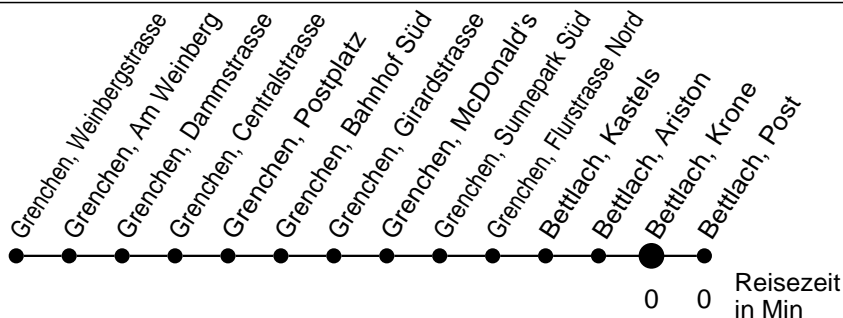 Grenchen, Weinbergstrasse
Grenchen, Am Weinberg
Grenchen, Dammstrasse
Grenchen, Centralstrasse
Grenchen, Postplatz
Grenchen, Bahnhof Süd
Grenchen, Girardstrasse
Grenchen, McDonald's
Grenchen, Sunnepark Süd
Grenchen, Flurstrasse Nord
Bettlach, Kastels
Bettlach, Ariston
Bettlach, Krone
Bettlach, Post
0 0 Reisezeit
in Min